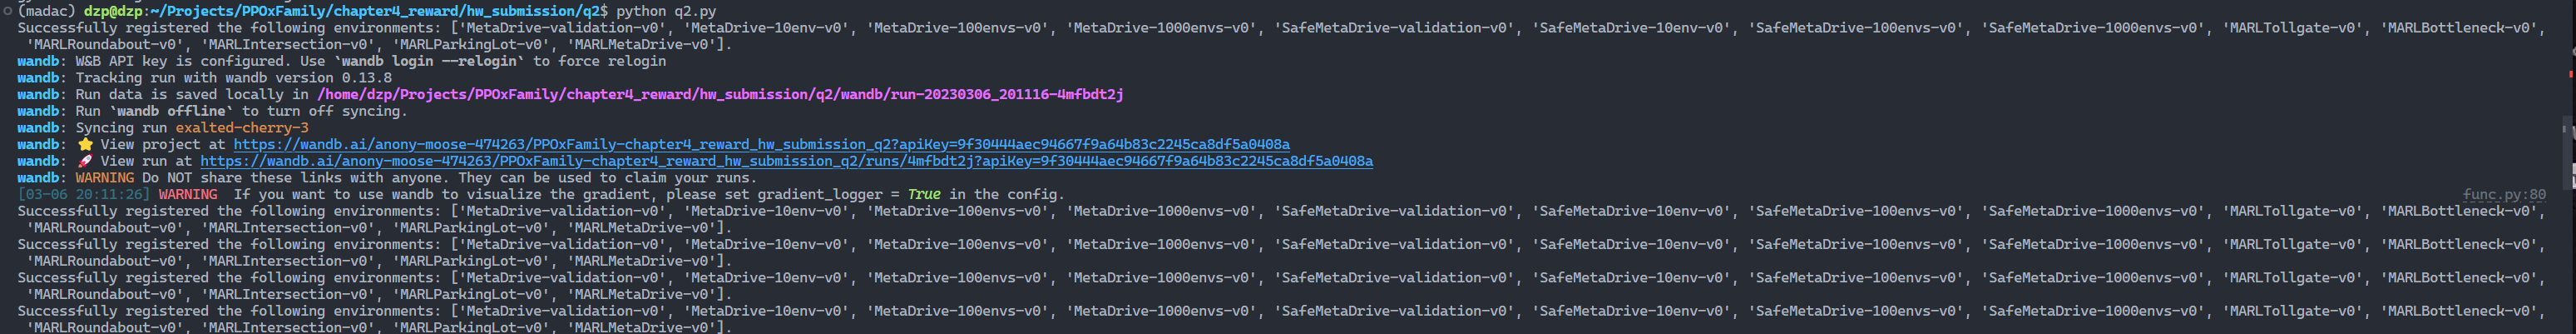 (madac) dzp@dzp:~/Projects/PPOxFamily/chapter4_reward/hw_submission/q2$ python q2.py
Successfully registered the following environments: ['MetaDrive-validation-v0', 'MetaDrive-10env-v0', 'MetaDrive-100envs-v0', 'MetaDrive-1000envs-v0', 'SafeMetaDrive-validation-v0', 'SafeMetaDrive-10env-v0', 'SafeMetaDrive-100envs-v0', 'SafeMetaDrive-1000envs-v0', 'MARLTollgate-v0', 'MARLBottleneck-v0',
'MARLRoundabout-v0', 'MARLIntersection-v0', 'MARLParkingLot-v0', 'MARLMetaDrive-v0'].
wandb: W&B API key is configured. Use `wandb login --relogin` to force relogin
wandb: Tracking run with wandb version 0.13.8
wandb: Run data is saved locally in /home/dzp/Projects/PPOxFamily/chapter4_reward/hw_submission/q2/wandb/run-20230306_201116-4mfbdt2j
wandb: Run `wandb offline` to turn off syncing.
wandb: Syncing run exalted-cherry-3
wandb: ⭐ View project at https://wandb.ai/anony-moose-474263/PPOxFamily-chapter4_reward_hw_submission_q2?apiKey=9f30444aec94667f9a64b83c2245ca8df5a0408a
wandb: 🚀 View run at https://wandb.ai/anony-moose-474263/PPOxFamily-chapter4_reward_hw_submission_q2/runs/4mfbdt2j?apiKey=9f30444aec94667f9a64b83c2245ca8df5a0408a
wandb: WARNING Do NOT share these links with anyone. They can be used to claim your runs.
[03-06 20:11:26] WARNING  If you want to use wandb to visualize the gradient, please set gradient_logger = True in the config. func.py:80
Successfully registered the following environments: ['MetaDrive-validation-v0', 'MetaDrive-10env-v0', 'MetaDrive-100envs-v0', 'MetaDrive-1000envs-v0', 'SafeMetaDrive-validation-v0', 'SafeMetaDrive-10env-v0', 'SafeMetaDrive-100envs-v0', 'SafeMetaDrive-1000envs-v0', 'MARLTollgate-v0', 'MARLBottleneck-v0',
'MARLRoundabout-v0', 'MARLIntersection-v0', 'MARLParkingLot-v0', 'MARLMetaDrive-v0'].
Successfully registered the following environments: ['MetaDrive-validation-v0', 'MetaDrive-10env-v0', 'MetaDrive-100envs-v0', 'MetaDrive-1000envs-v0', 'SafeMetaDrive-validation-v0', 'SafeMetaDrive-10env-v0', 'SafeMetaDrive-100envs-v0', 'SafeMetaDrive-1000envs-v0', 'MARLTollgate-v0', 'MARLBottleneck-v0',
'MARLRoundabout-v0', 'MARLIntersection-v0', 'MARLParkingLot-v0', 'MARLMetaDrive-v0'].
Successfully registered the following environments: ['MetaDrive-validation-v0', 'MetaDrive-10env-v0', 'MetaDrive-100envs-v0', 'MetaDrive-1000envs-v0', 'SafeMetaDrive-validation-v0', 'SafeMetaDrive-10env-v0', 'SafeMetaDrive-100envs-v0', 'SafeMetaDrive-1000envs-v0', 'MARLTollgate-v0', 'MARLBottleneck-v0',
'MARLRoundabout-v0', 'MARLIntersection-v0', 'MARLParkingLot-v0', 'MARLMetaDrive-v0'].
Successfully registered the following environments: ['MetaDrive-validation-v0', 'MetaDrive-10env-v0', 'MetaDrive-100envs-v0', 'MetaDrive-1000envs-v0', 'SafeMetaDrive-validation-v0', 'SafeMetaDrive-10env-v0', 'SafeMetaDrive-100envs-v0', 'SafeMetaDrive-1000envs-v0', 'MARLTollgate-v0', 'MARLBottleneck-v0',
'MARLRoundabout-v0', 'MARLIntersection-v0', 'MARLParkingLot-v0', 'MARLMetaDrive-v0'].